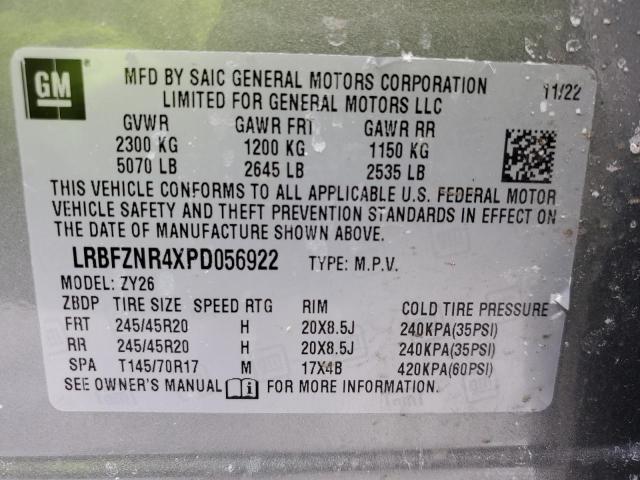 GM
MFD BY SAIC GENERAL MOTORS CORPORATION 11/22
LIMITED FOR GENERAL MOTORS LLC
GVWR GAWR FRT GAWR RR
2300 KG 1200 KG 1150 KG
5070 LB 2645 LB 2535 LB
THIS VEHICLE CONFORMS TO ALL APPLICABLE U.S. FEDERAL MOTOR
VEHICLE SAFETY AND THEFT PREVENTION STANDARDS IN EFFECT ON
THE DATE OF MANUFACTURE SHOWN ABOVE.
LRBFZNR4XPD056922 TYPE: M.P.V.
MODEL: ZY26
ZBDP TIRE SIZE SPEED RTG RIM COLD TIRE PRESSURE
FRT 245/45R20 H 20X8.5J 240KPA(35PSI)
RR 245/45R20 H 20X8.5J 240KPA(35PSI)
SPA T145/70R17 M 17X4B 420KPA(60PSI)
SEE OWNER'S MANUAL FOR MORE INFORMATION.